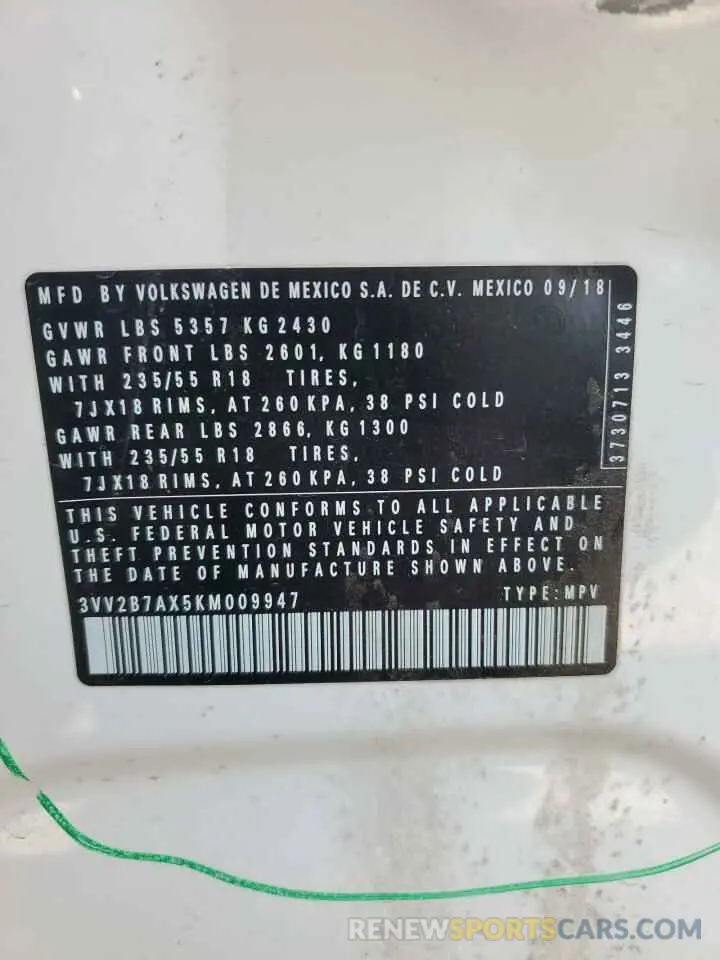 MFD BY VOLKSWAGEN DE MEXICO S.A. DE C.V. MEXICO 09/18
GVWR LBS 5357 KG 2430
GAWR FRONT LBS 2601, KG 1180
WITH 235/55 R18 TIRES,
7JX18 RIMS, AT 260 KPA, 38 PSI COLD
GAWR REAR LBS 2866, KG 1300
WITH 235/55 R18 TIRES,
7JX18 RIMS, AT 260 KPA, 38 PSI COLD
3730713 3446
THIS VEHICLE CONFORMS TO ALL APPLICABLE
U.S. FEDERAL MOTOR VEHICLE SAFETY AND
THEFT PREVENTION STANDARDS IN EFFECT ON
THE DATE OF MANUFACTURE SHOWN ABOVE.
3VV2B7AX5KM009947 TYPE: MPV
RENEWSPORTSCARS.COM